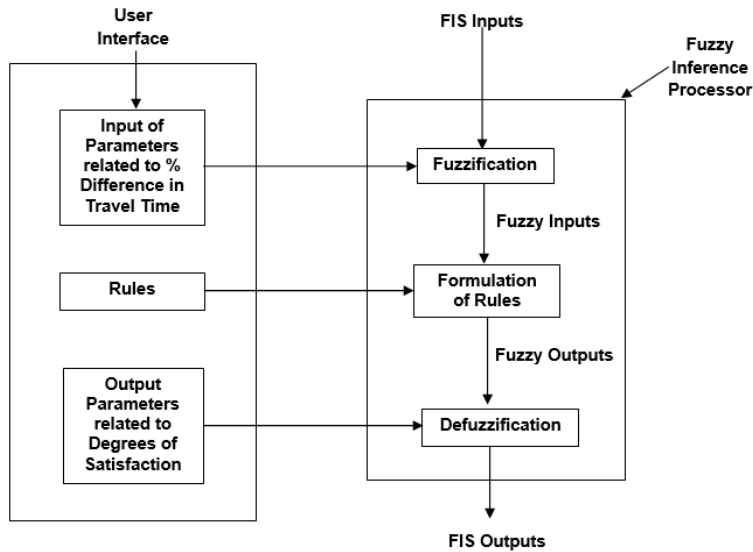 User
Interface
FIS Inputs
Fuzzy
Inference
Processor
Input of
Parameters
related to %
Difference in
Travel Time
Fuzzification
Fuzzy Inputs
Rules
Formulation
of Rules
Fuzzy Outputs
Output
Parameters
related to
Degrees of
Satisfaction
Defuzzification
FIS Outputs